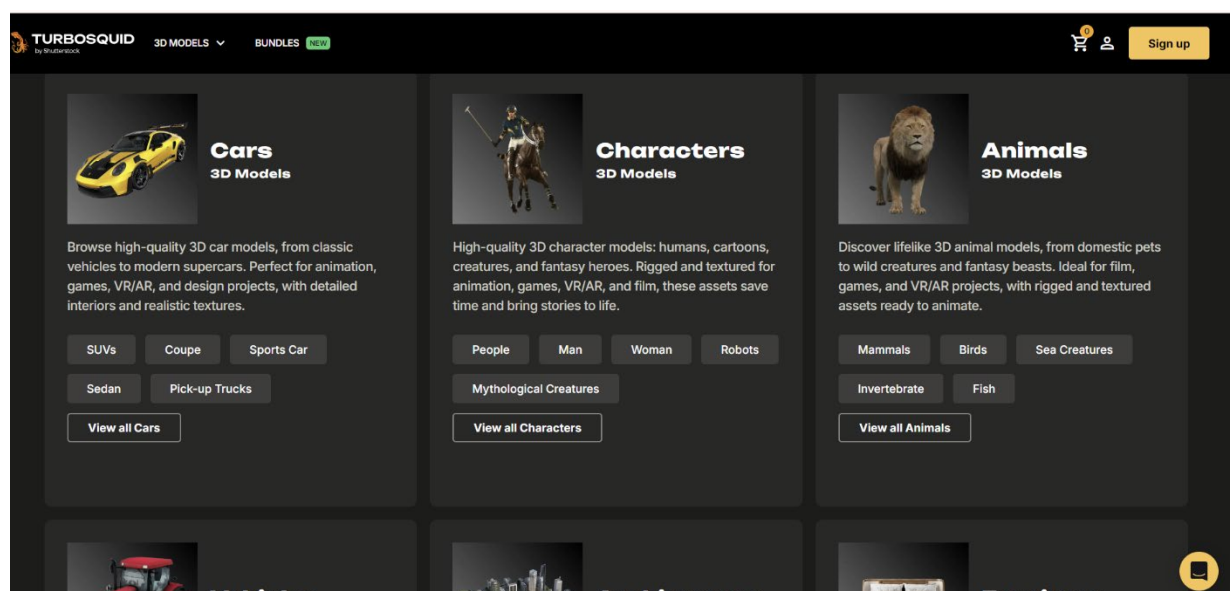 TURBOSQUID
by Shutterstock
3D MODELS
BUNDLES NEW
0
Sign up
Cars
3D Models
Browse high-quality 3D car models, from classic
vehicles to modern supercars. Perfect for animation,
games, VR/AR, and design projects, with detailed
interiors and realistic textures.
SUVs Coupe Sports Car
Sedan Pick-up Trucks
View all Cars
Characters
3D Models
High-quality 3D character models: humans, cartoons,
creatures, and fantasy heroes. Rigged and textured for
animation, games, VR/AR, and film, these assets save
time and bring stories to life.
People Man Woman Robots
Mythological Creatures
View all Characters
Animals
3D Models
Discover lifelike 3D animal models, from domestic pets
to wild creatures and fantasy beasts. Ideal for film,
games, and VR/AR projects, with rigged and textured
assets ready to animate.
Mammals Birds Sea Creatures
Invertebrate Fish
View all Animals